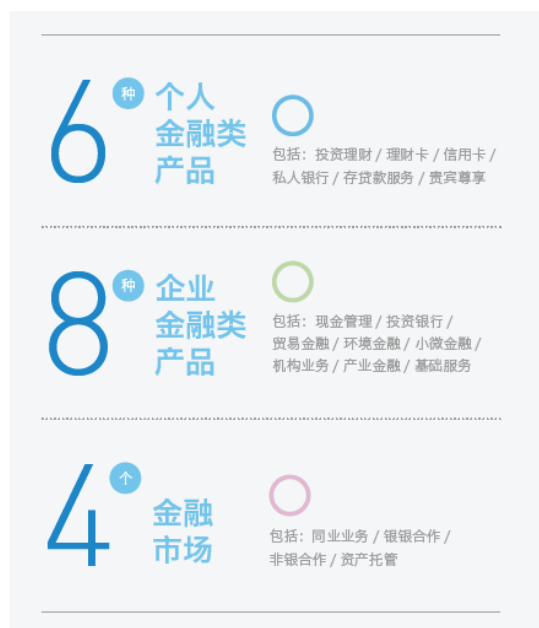 6 种 个人
金融类
产品
包括：投资理财 / 理财卡 / 信用卡 /
私人银行 / 存贷款服务 / 贵宾尊享
8 种 企业
金融类
产品
包括：现金管理 / 投资银行 /
贸易金融 / 环境金融 / 小微金融 /
机构业务 / 产业金融 / 基础服务
4 个 金融
市场
包括：同业业务 / 银银合作 /
非银合作 / 资产托管